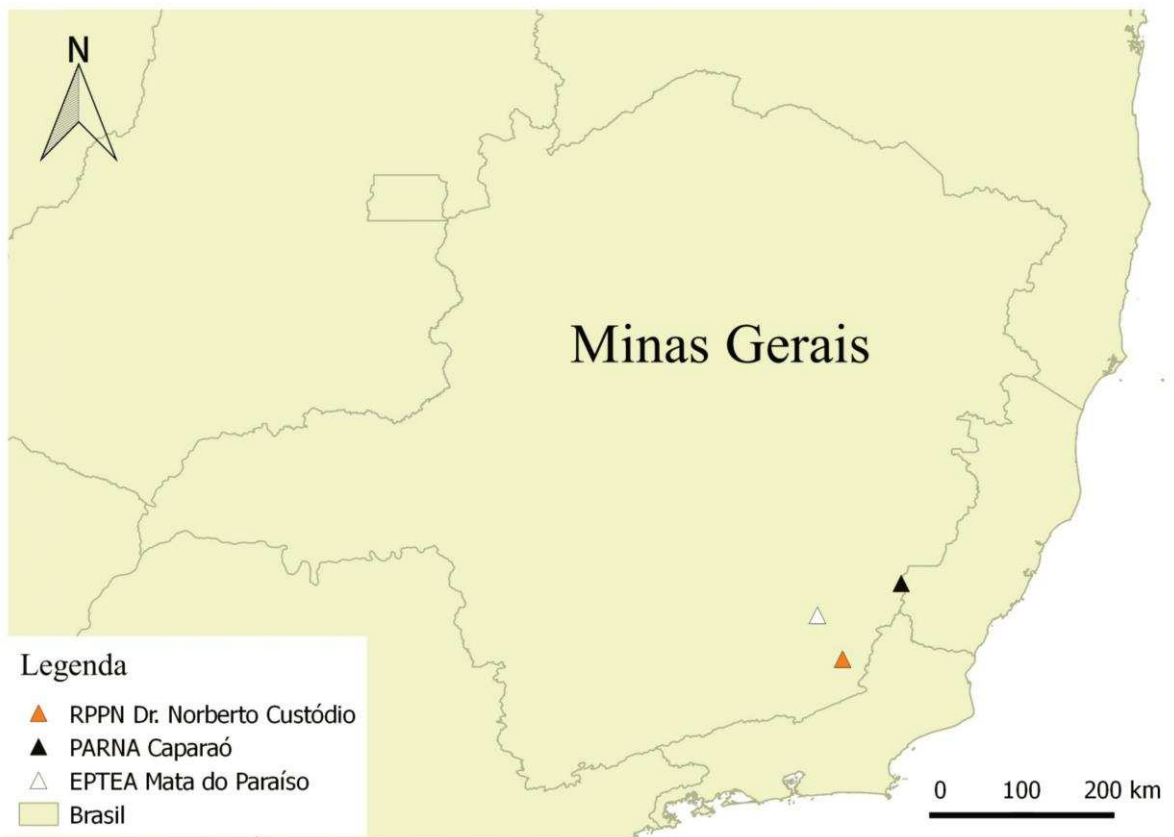 N
Minas Gerais
Legenda
RPPN Dr. Norberto Custódio
PARNA Caparaó
EPTEA Mata do Paraíso
Brasil
0 100 200 km